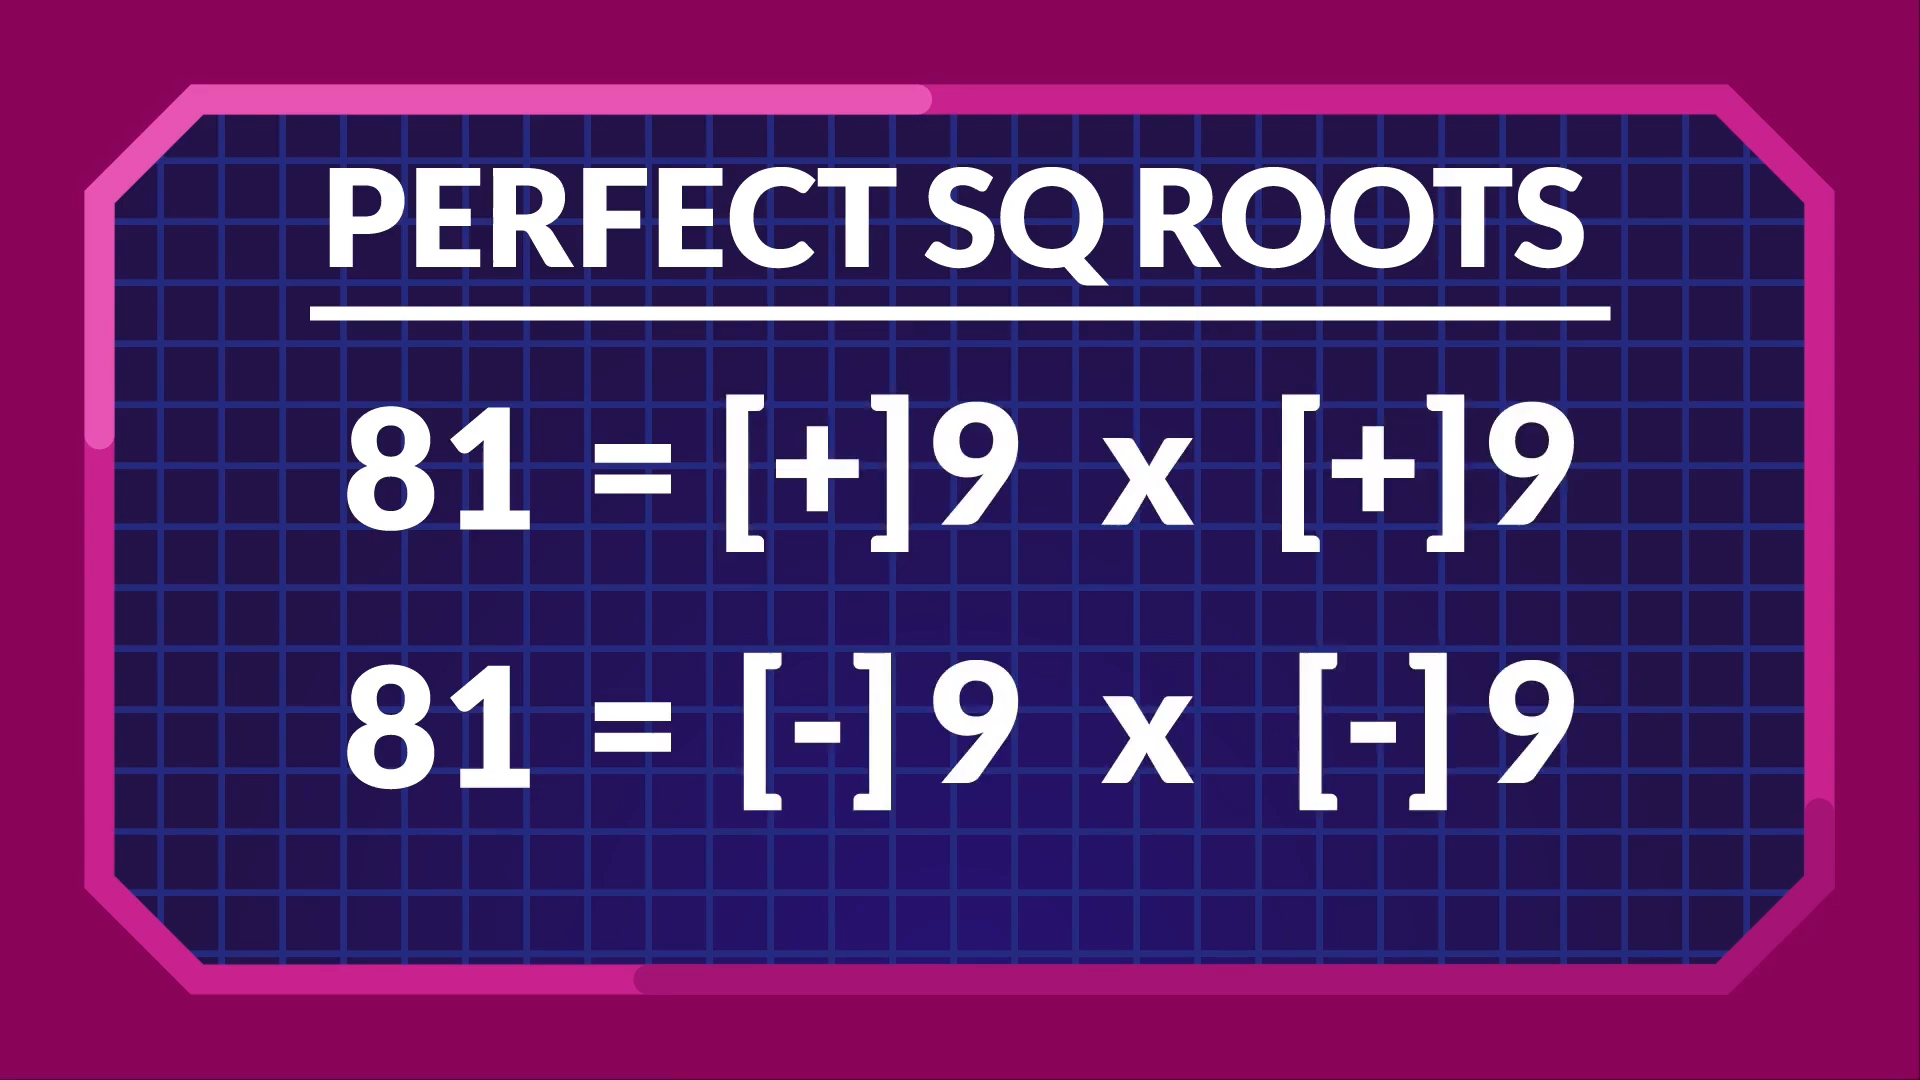 PERFECT SQ ROOTS
81 = [+]9 x [+]9
81 = [-]9 x [-]9